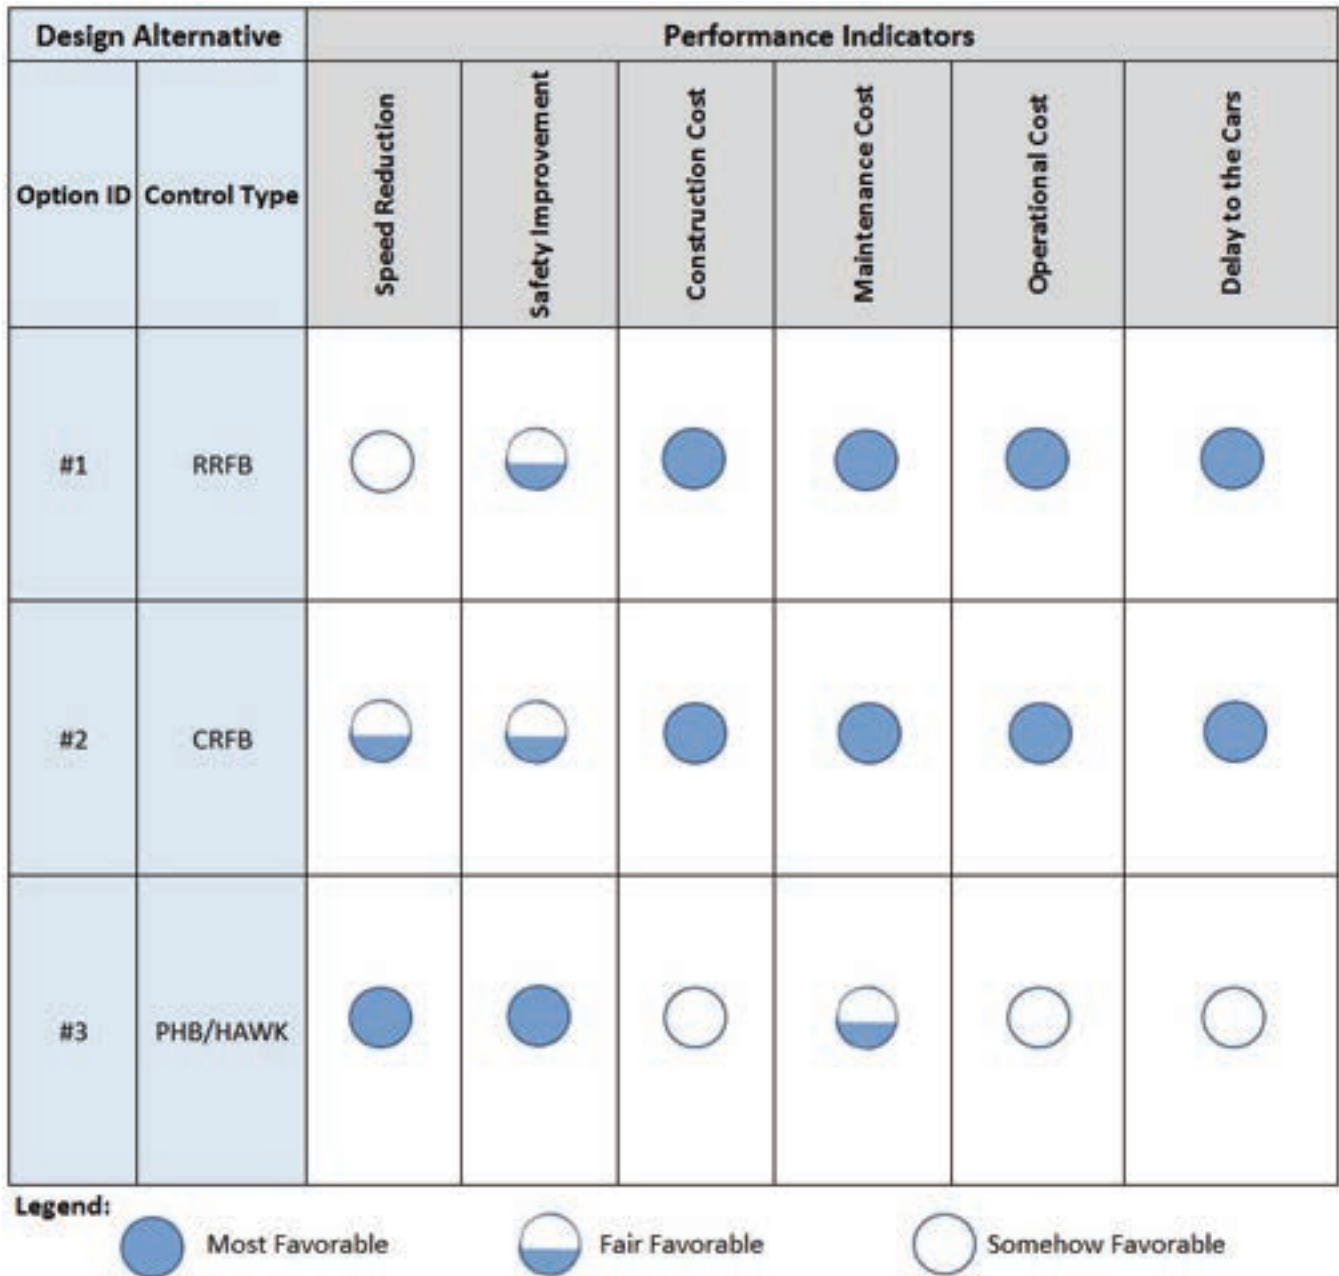 Design Alternative
Performance Indicators
Option ID
Control Type
Speed Reduction
Safety Improvement
Construction Cost
Maintenance Cost
Operational Cost
Delay to the Cars
#1
RRFB
#2
CRFB
#3
PHB/HAWK
Legend:
Most Favorable
Fair Favorable
Somehow Favorable